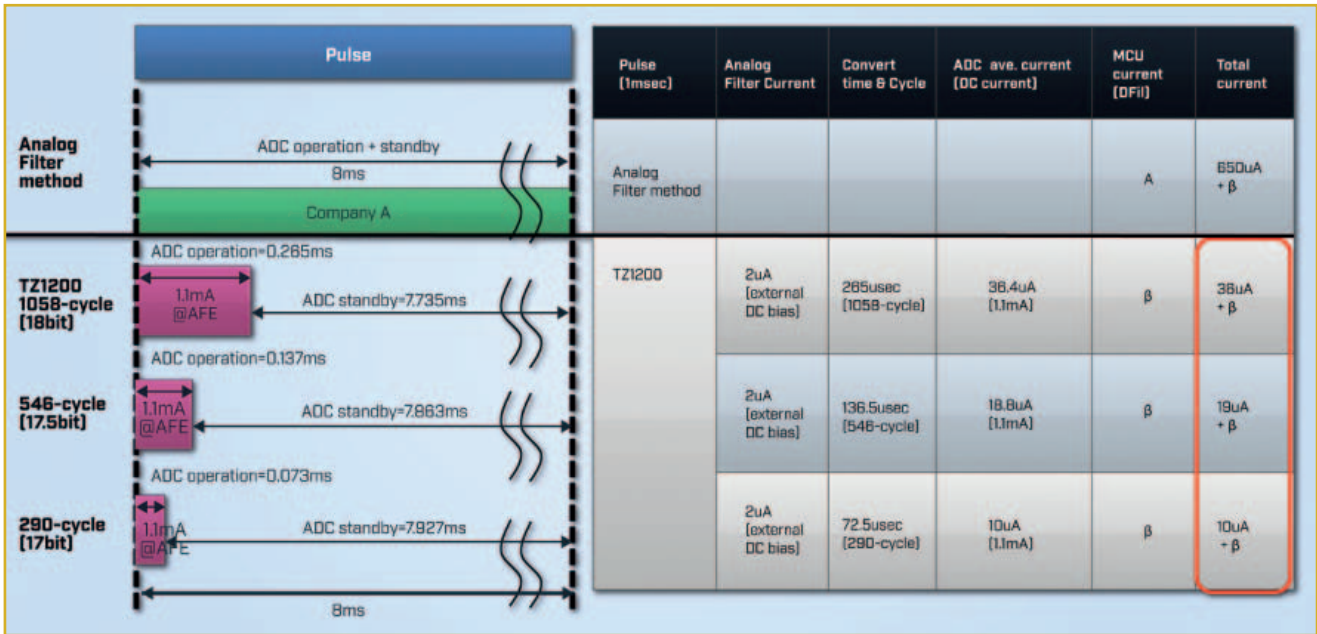 Pulse
Analog
Filter
method
ADC operation + standby
8ms
Company A
ADC operation=0.265ms
TZ1200
1058-cycle
(18bit)
1.1mA
@AFE
ADC standby=7.735ms
ADC operation=0.137ms
546-cycle
(17.5bit)
1.1mA
@AFE
ADC standby=7.863ms
ADC operation=0.073ms
290-cycle
(17bit)
1.1mA
@AFE
ADC standby=7.927ms
8ms
Pulse
(1msec)
Analog
Filter Current
Convert
time & Cycle
ADC ave. current
(DC current)
MCU
current
(DFil)
Total
current
Analog
Filter method
A
650uA
+ β
TZ1200
2uA
(external
DC bias)
265usec
(1058-cycle)
36.4uA
(1.1mA)
β
36uA
+ β
2uA
(external
DC bias)
136.5usec
(546-cycle)
18.8uA
(1.1mA)
β
19uA
+ β
2uA
(external
DC bias)
72.5usec
(290-cycle)
10uA
(1.1mA)
β
10uA
+ β